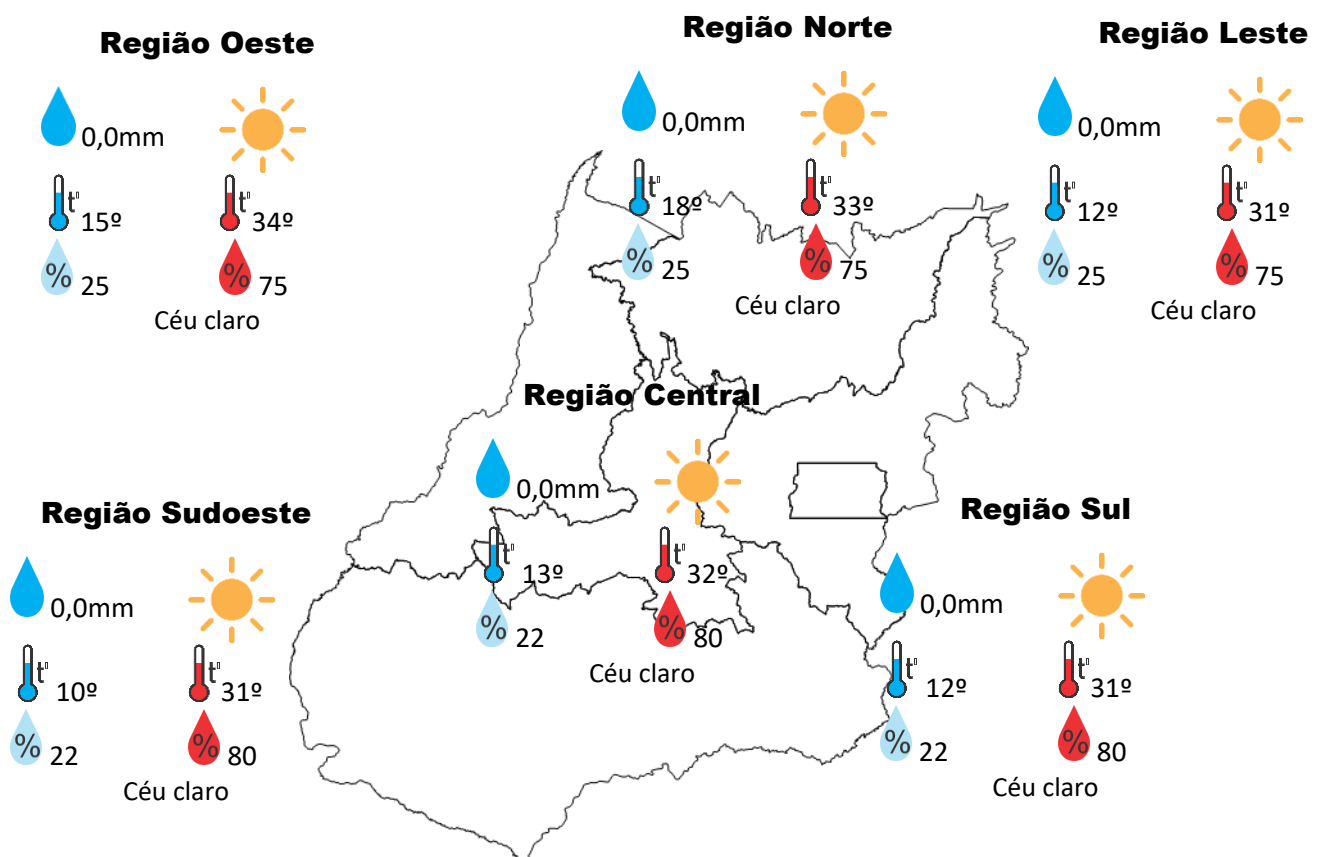 Região Oeste
0,0mm
t°
15º
34º
%
25
%
75
Céu claro
Região Norte
0,0mm
t°
18º
t°
33º
%
25
%
75
Céu claro
Região Leste
0,0mm
t°
12º
t°
31º
%
25
%
75
Céu claro
Região Central
0,0mm
t°
13º
t°
32º
%
22
%
80
Céu claro
Região Sudoeste
0,0mm
t°
10º
t°
31º
%
22
%
80
Céu claro
Região Sul
0,0mm
t°
12º
t°
31º
%
22
%
80
Céu claro